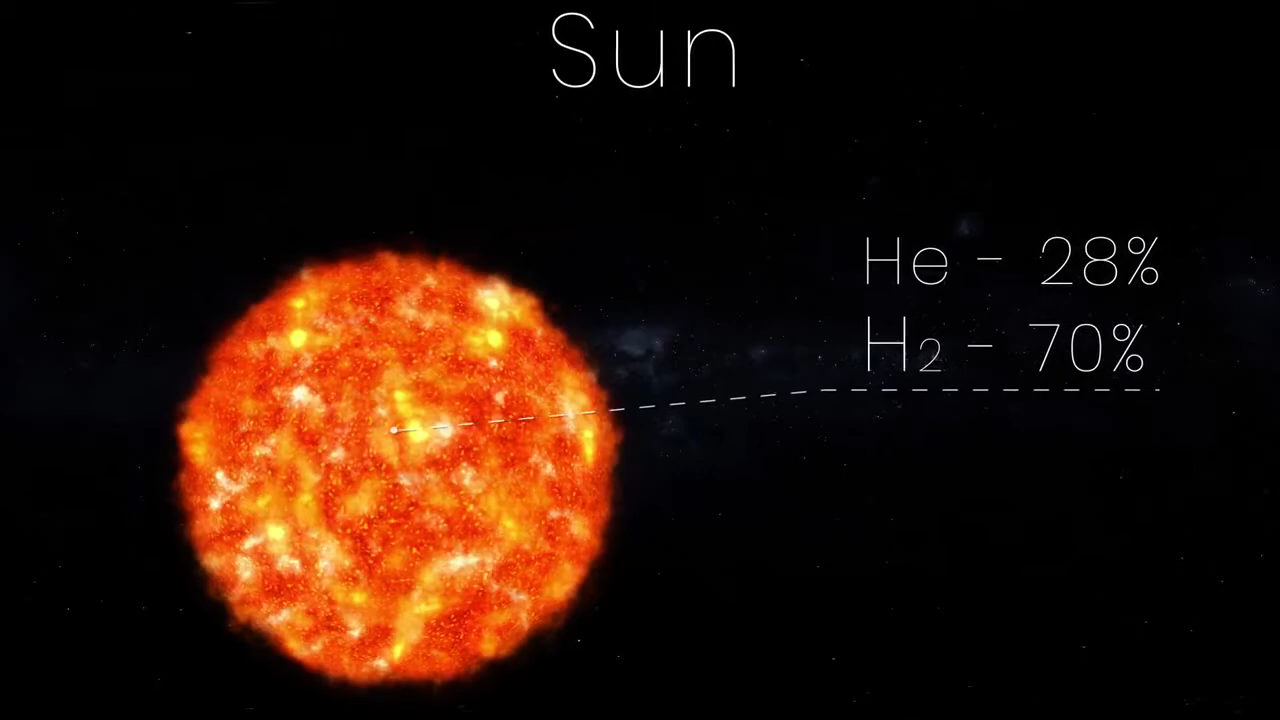 Sun
He - 28%
H₂ - 70%